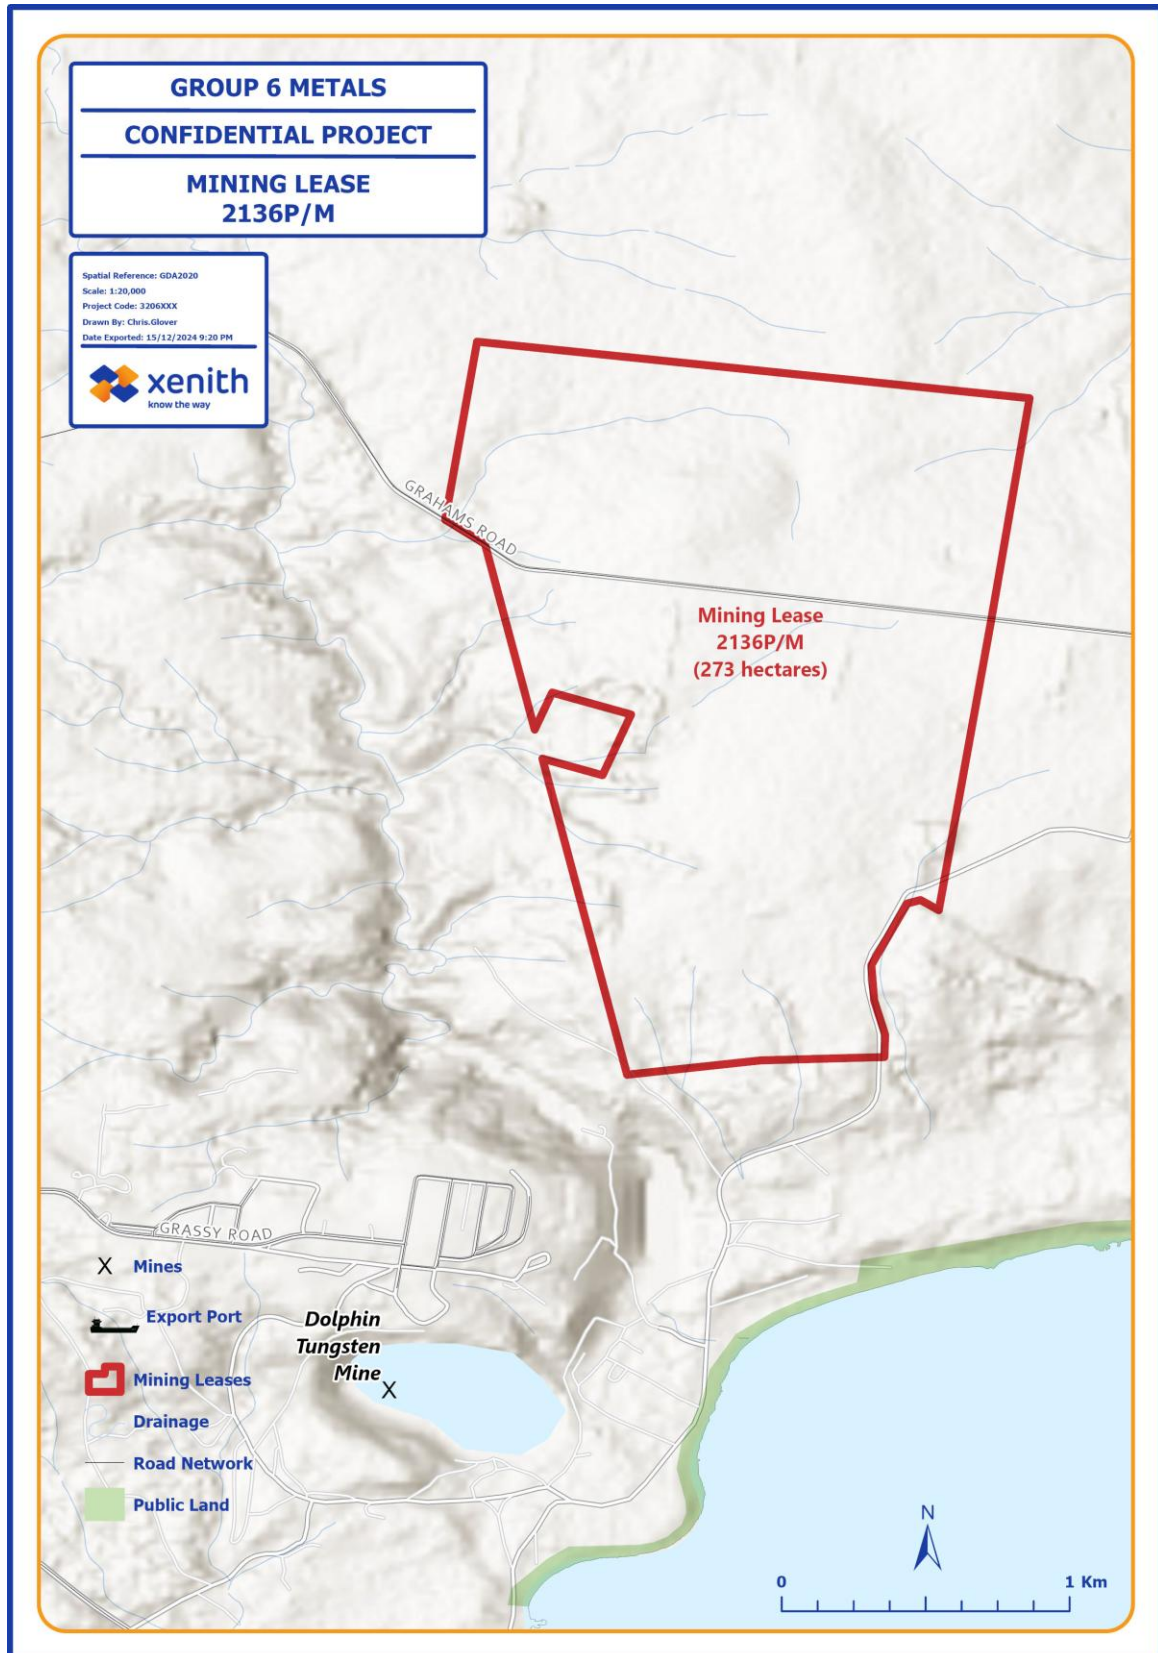 GROUP 6 METALS
CONFIDENTIAL PROJECT
MINING LEASE
2136P/M
Spatial Reference: GDA2020
Scale: 1:20,000
Project Code: 3206XXX
Drawn By: Chris.Glover
Date Exported: 15/12/2024 9:20 PM
xenith
know the way
GRAHAMS ROAD
Mining Lease
2136P/M
(273 hectares)
GRASSY ROAD
X Mines
Export Port
Dolphin
Tungsten
Mine
X
Mining Leases
Drainage
Road Network
Public Land
N
0 1 Km